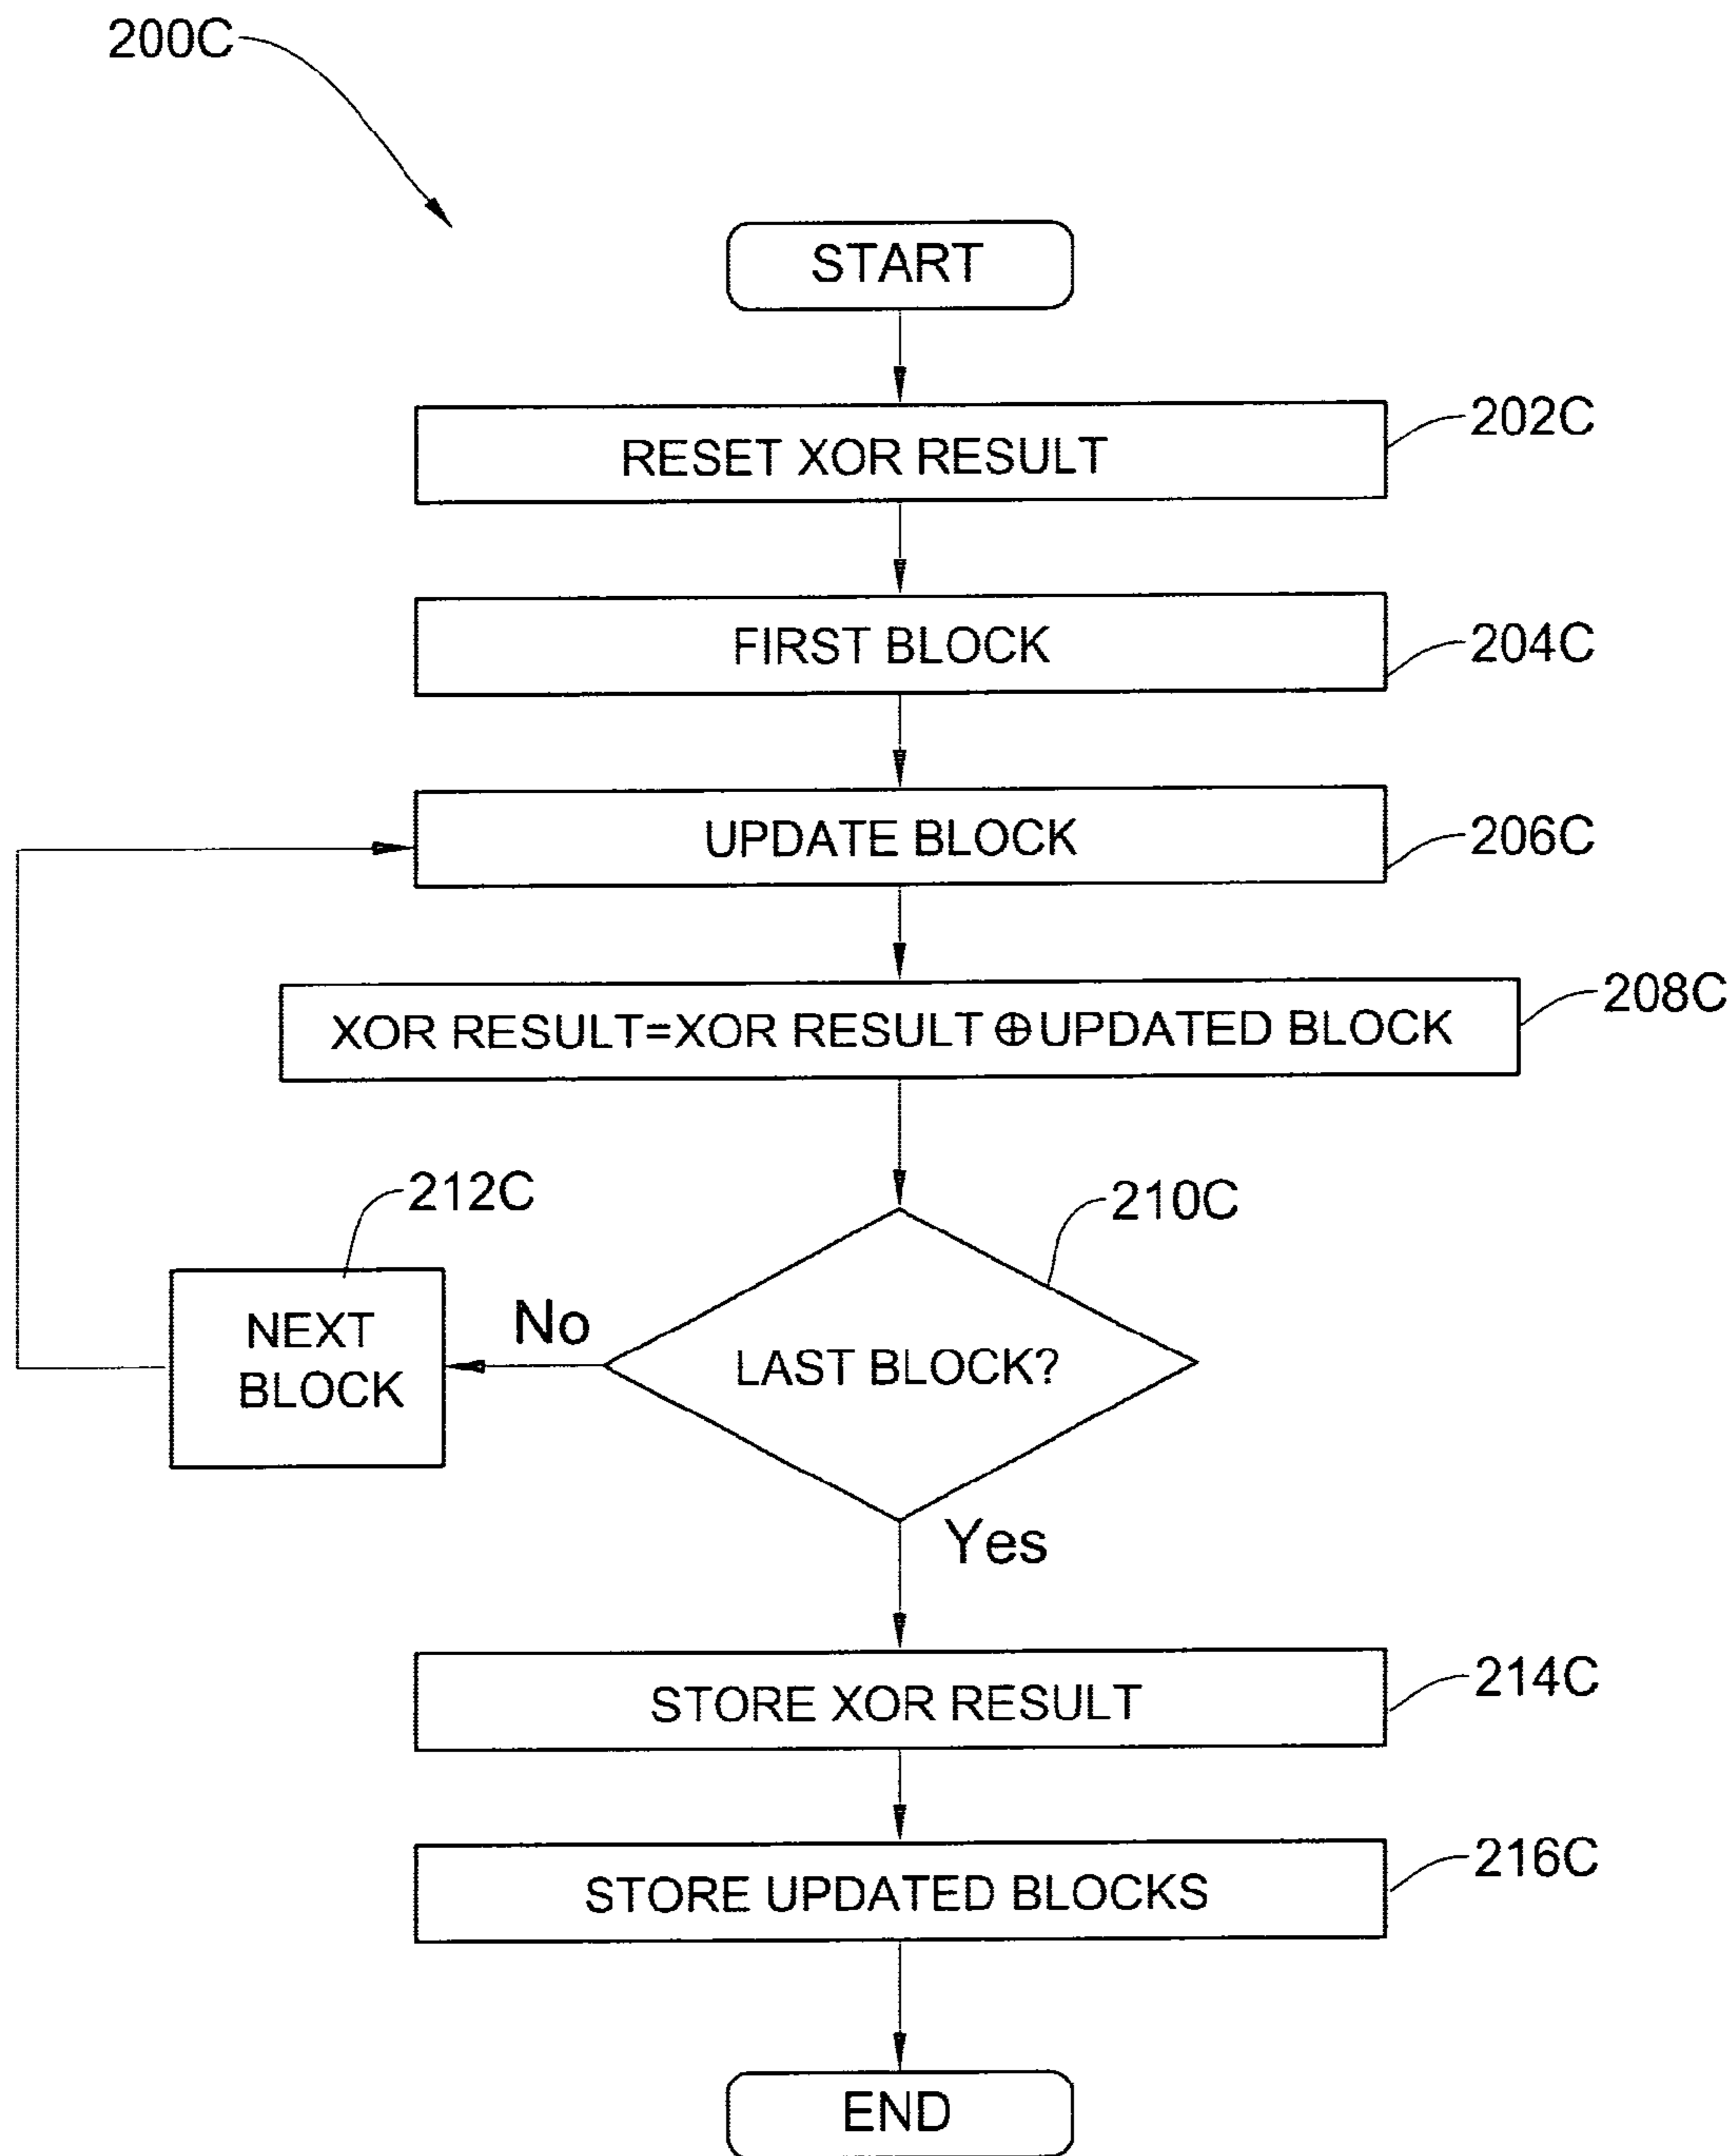 200C
START
RESET XOR RESULT
202C
FIRST BLOCK
204C
UPDATE BLOCK
206C
XOR RESULT=XOR RESULT⊕UPDATED BLOCK
208C
212C
210C
NEXT
BLOCK
No
LAST BLOCK?
Yes
STORE XOR RESULT
214C
STORE UPDATED BLOCKS
216C
END